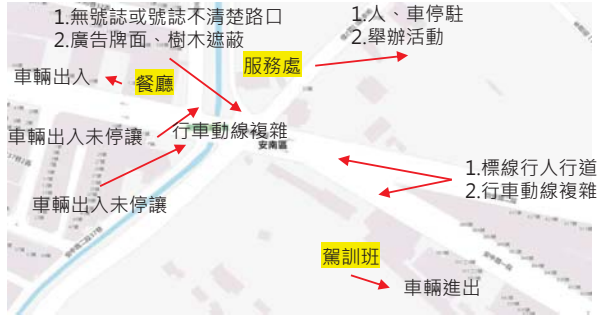 1.無號誌或號誌不清楚路口
2.廣告牌面、樹木遮蔽
1.人、車停駐
2.舉辦活動
服務處
車輛出入
餐廳
車輛出入未停讓
行車動線複雜
安南區
1.標線行人行道
2.行車動線複雜
車輛出入未停讓
駕訓班
車輛進出